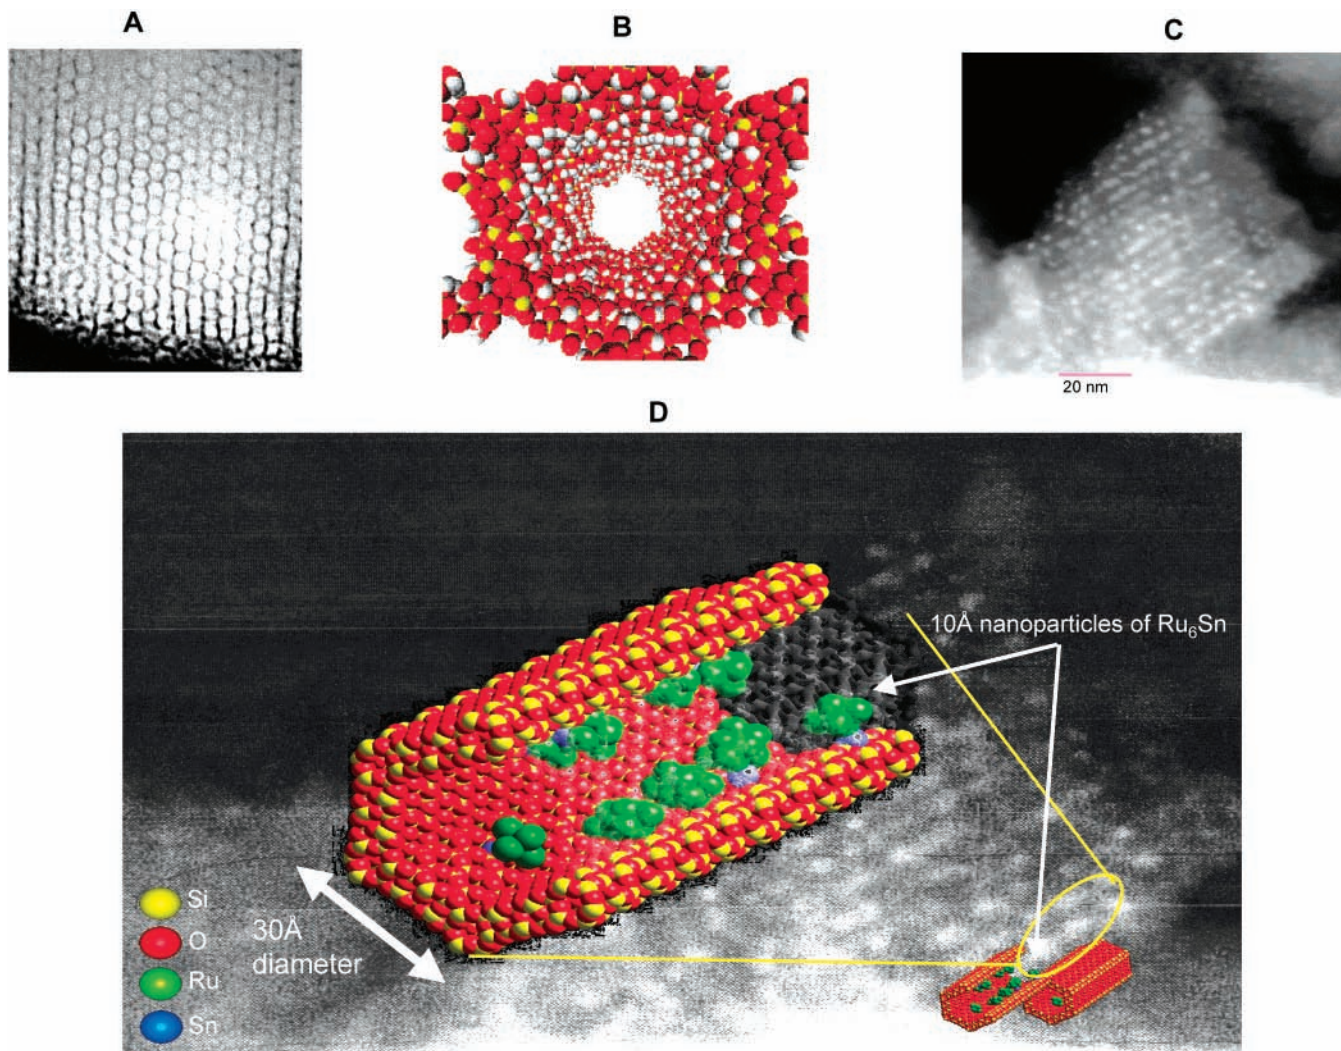 A
B
C
20 nm
D
10Å nanoparticles of Ru₆Sn
Si
O
Ru
Sn
30Å
diameter